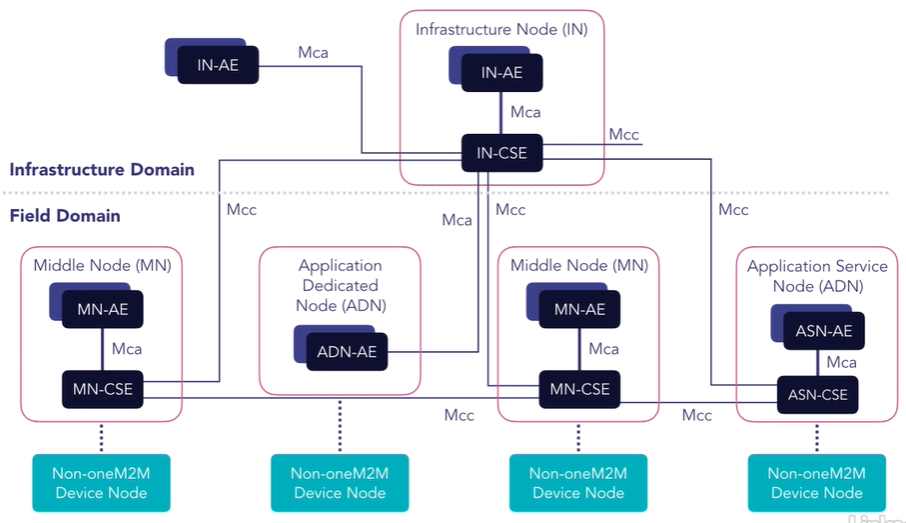 Infrastructure Node (IN)
IN-AE
Mca
IN-AE
Mca
Mcc
IN-CSE
Infrastructure Domain
Field Domain
Mcc
Mca
Mcc
Mcc
Middle Node (MN)
MN-AE
Mca
MN-CSE
Application
Dedicated
Node (ADN)
ADN-AE
Middle Node (MN)
MN-AE
Mca
MN-CSE
Application Service
Node (ADN)
ASN-AE
Mca
ASN-CSE
Mcc
Mcc
Non-oneM2M
Device Node
Non-oneM2M
Device Node
Non-oneM2M
Device Node
Non-oneM2M
Device Node